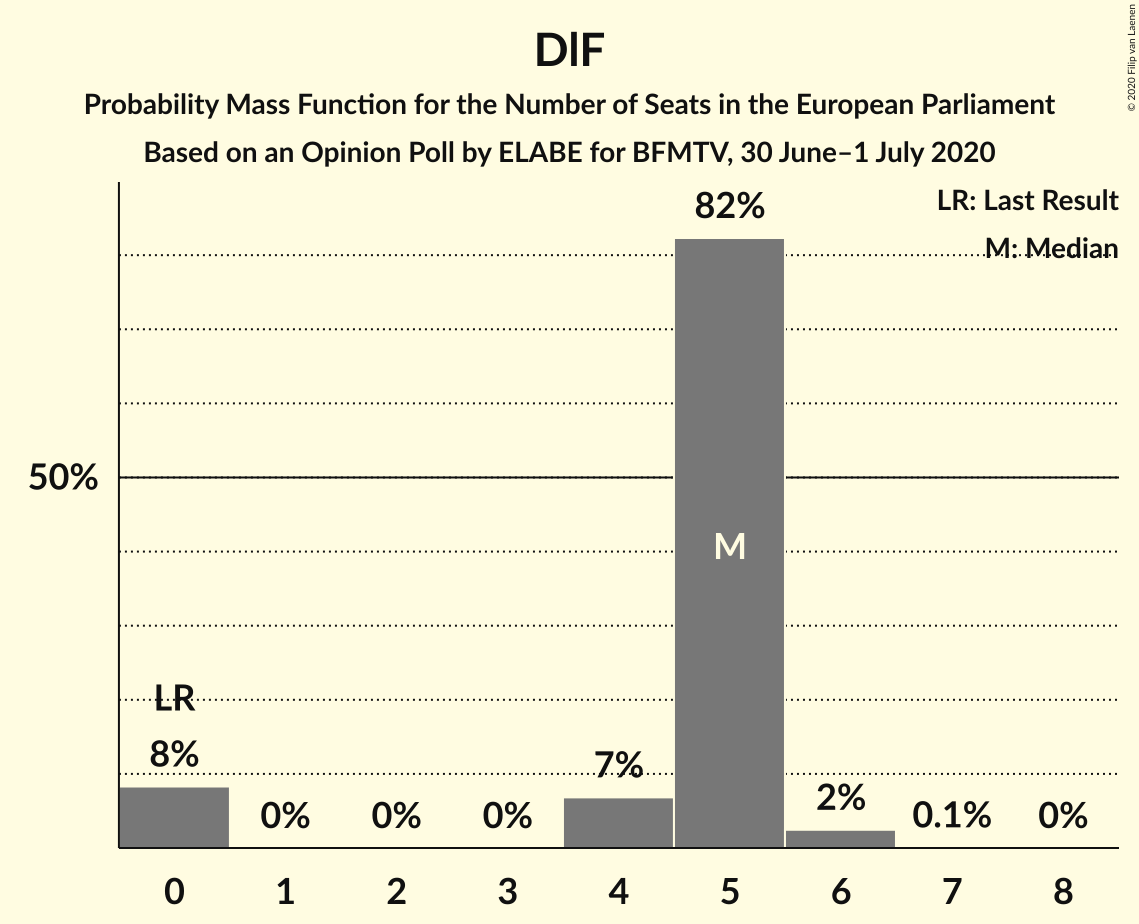 DlF
Probability Mass Function for the Number of Seats in the European Parliament
Based on an Opinion Poll by ELABE for BFMTV, 30 June–1 July 2020
© 2020 Filip van Laenen
LR: Last Result
M: Median
82%
50%
M
LR
8%
0%
0%
0%
7%
2%
0.1%
0%
0 1 2 3 4 5 6 7 8